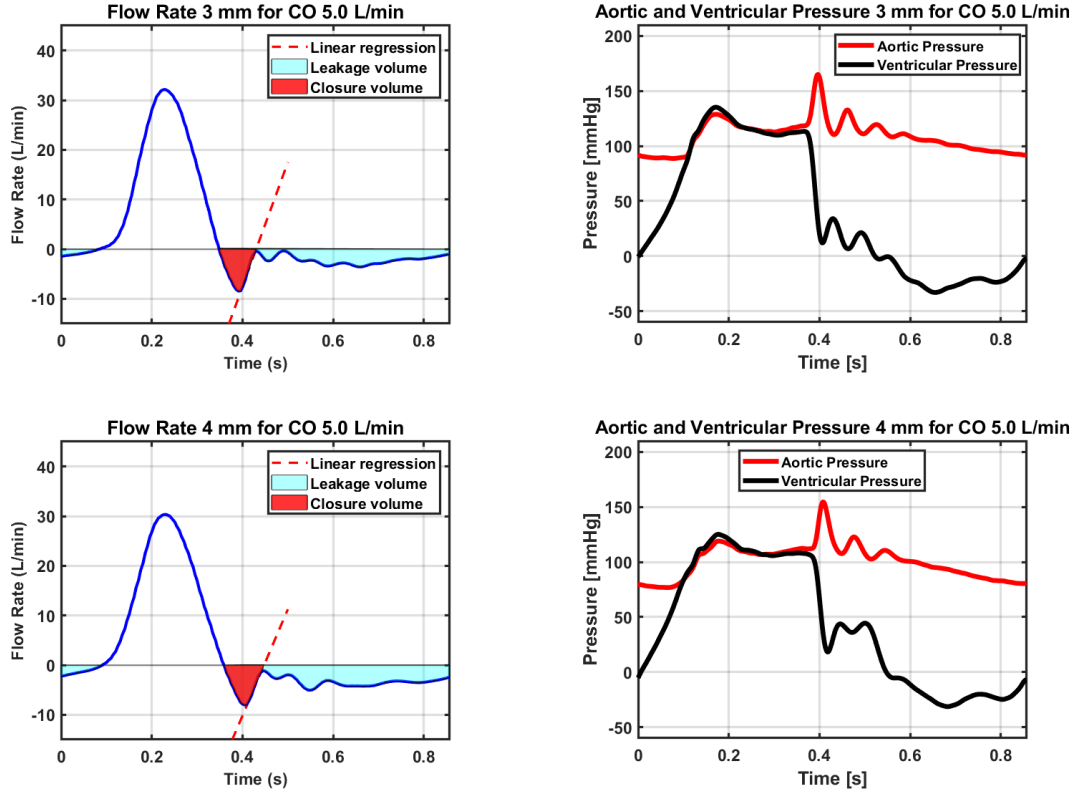 Flow Rate 3 mm for CO 5.0 L/min
Flow Rate (L/min)
40
30
20
10
0
-10
Linear regression
Leakage volume
Closure volume
0 0.2 0.4 0.6 0.8
Time (s)
Aortic and Ventricular Pressure 3 mm for CO 5.0 L/min
Pressure [mmHg]
200
150
100
50
0
-50
Aortic Pressure
Ventricular Pressure
0 0.2 0.4 0.6 0.8
Time [s]
Flow Rate 4 mm for CO 5.0 L/min
Flow Rate (L/min)
40
30
20
10
0
-10
Linear regression
Leakage volume
Closure volume
0 0.2 0.4 0.6 0.8
Time (s)
Aortic and Ventricular Pressure 4 mm for CO 5.0 L/min
Pressure [mmHg]
200
150
100
50
0
-50
Aortic Pressure
Ventricular Pressure
0 0.2 0.4 0.6 0.8
Time [s]